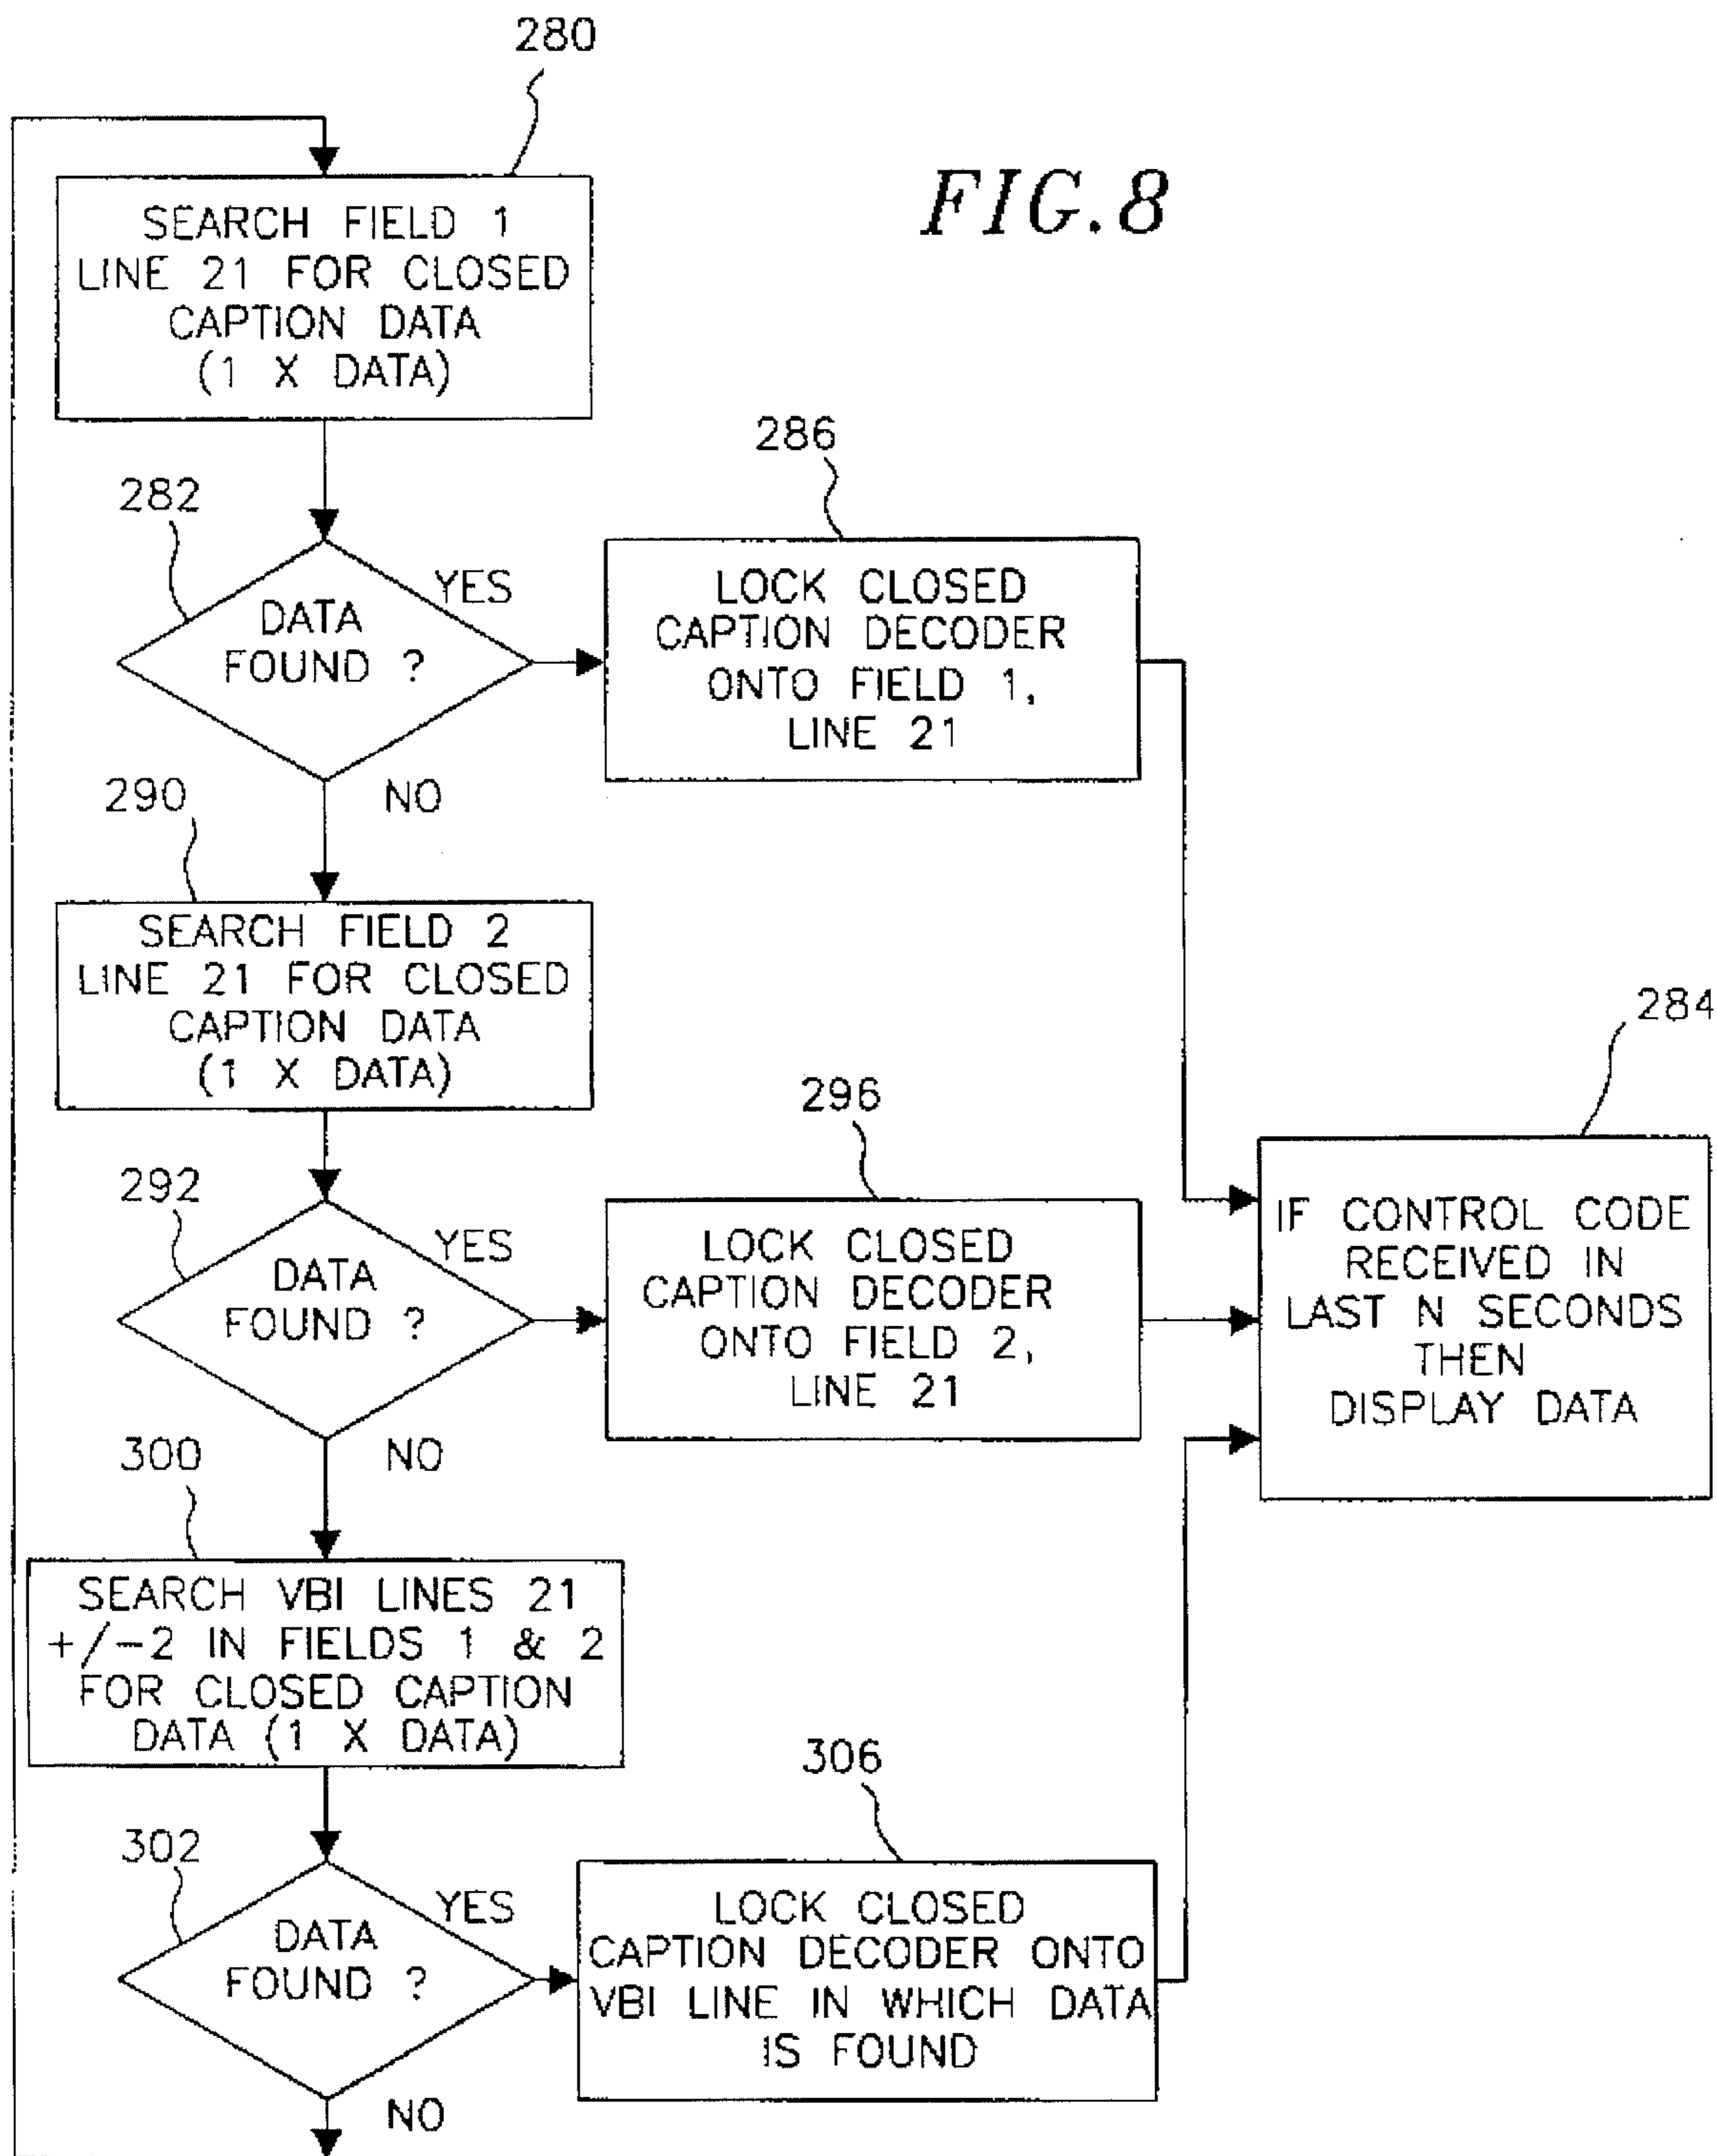 280
FIG.8
SEARCH FIELD 1
LINE 21 FOR CLOSED
CAPTION DATA
(1 X DATA)
286
282
YES
DATA
FOUND ?
LOCK CLOSED
CAPTION DECODER
ONTO FIELD 1,
LINE 21
NO
290
SEARCH FIELD 2
LINE 21 FOR CLOSED
CAPTION DATA
(1 X DATA)
284
296
292
YES
DATA
FOUND ?
LOCK CLOSED
CAPTION DECODER
ONTO FIELD 2,
LINE 21
IF CONTROL CODE
RECEIVED IN
LAST N SECONDS
THEN
DISPLAY DATA
NO
300
SEARCH VBI LINES 21
+/-2 IN FIELDS 1 & 2
FOR CLOSED CAPTION
DATA (1 X DATA)
306
302
YES
DATA
FOUND ?
LOCK CLOSED
CAPTION DECODER ONTO
VBI LINE IN WHICH DATA
IS FOUND
NO